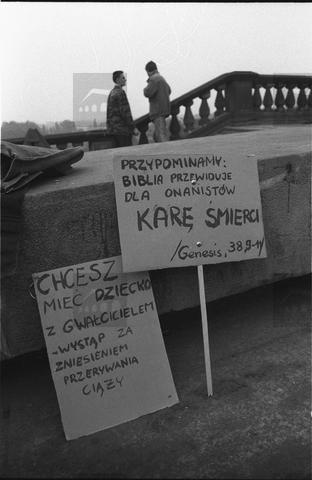 PRZYPOMINAMY:
BIBLIA PRZEWIDUJE
DLA ONANISTÓW
KARĘ ŚMIERCI
/Genesis, 38,9-11/
CHCESZ
MIEĆ DZIECKO
Z GWAŁCICIELEM
-WYSTĄP ZA
ZNIESIENIEM
PRZERYWANIA
CIĄŻY